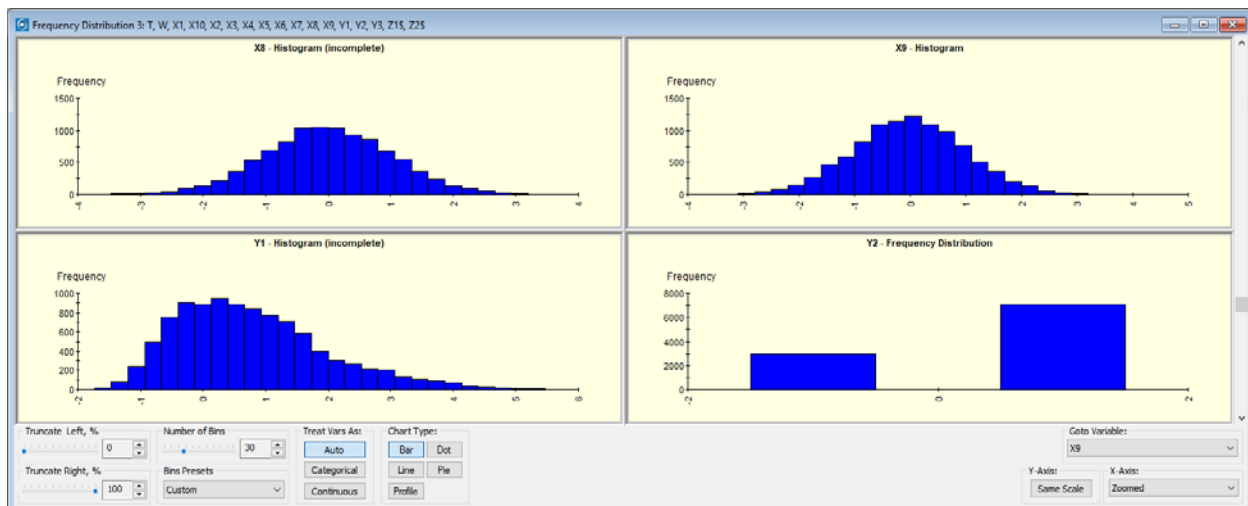 Frequency Distribution 3: T, W, X1, X10, X2, X3, X4, X5, X6, X7, X8, X9, Y1, Y2, Y3, Z1$, Z2$
X8 - Histogram (incomplete)
Frequency
1500
1000
500
0
-4
-3
-2
-1
0
1
2
3
4
X9 - Histogram
Frequency
1500
1000
500
0
-4
-3
-2
-1
0
1
2
3
4
5
Y1 - Histogram (incomplete)
Frequency
1000
800
600
400
200
0
-2
-1
0
1
2
3
4
5
6
Y2 - Frequency Distribution
Frequency
8000
6000
4000
2000
0
-2
0
2
Truncate Left, %
0
Truncate Right, %
100
Number of Bins
30
Bins Presets
Custom
Treat Vars As:
Auto
Categorical
Continuous
Chart Type:
Bar
Dot
Line
Pie
Profile
Goto Variable:
X9
Y-Axis:
Same Scale
X-Axis:
Zoomed